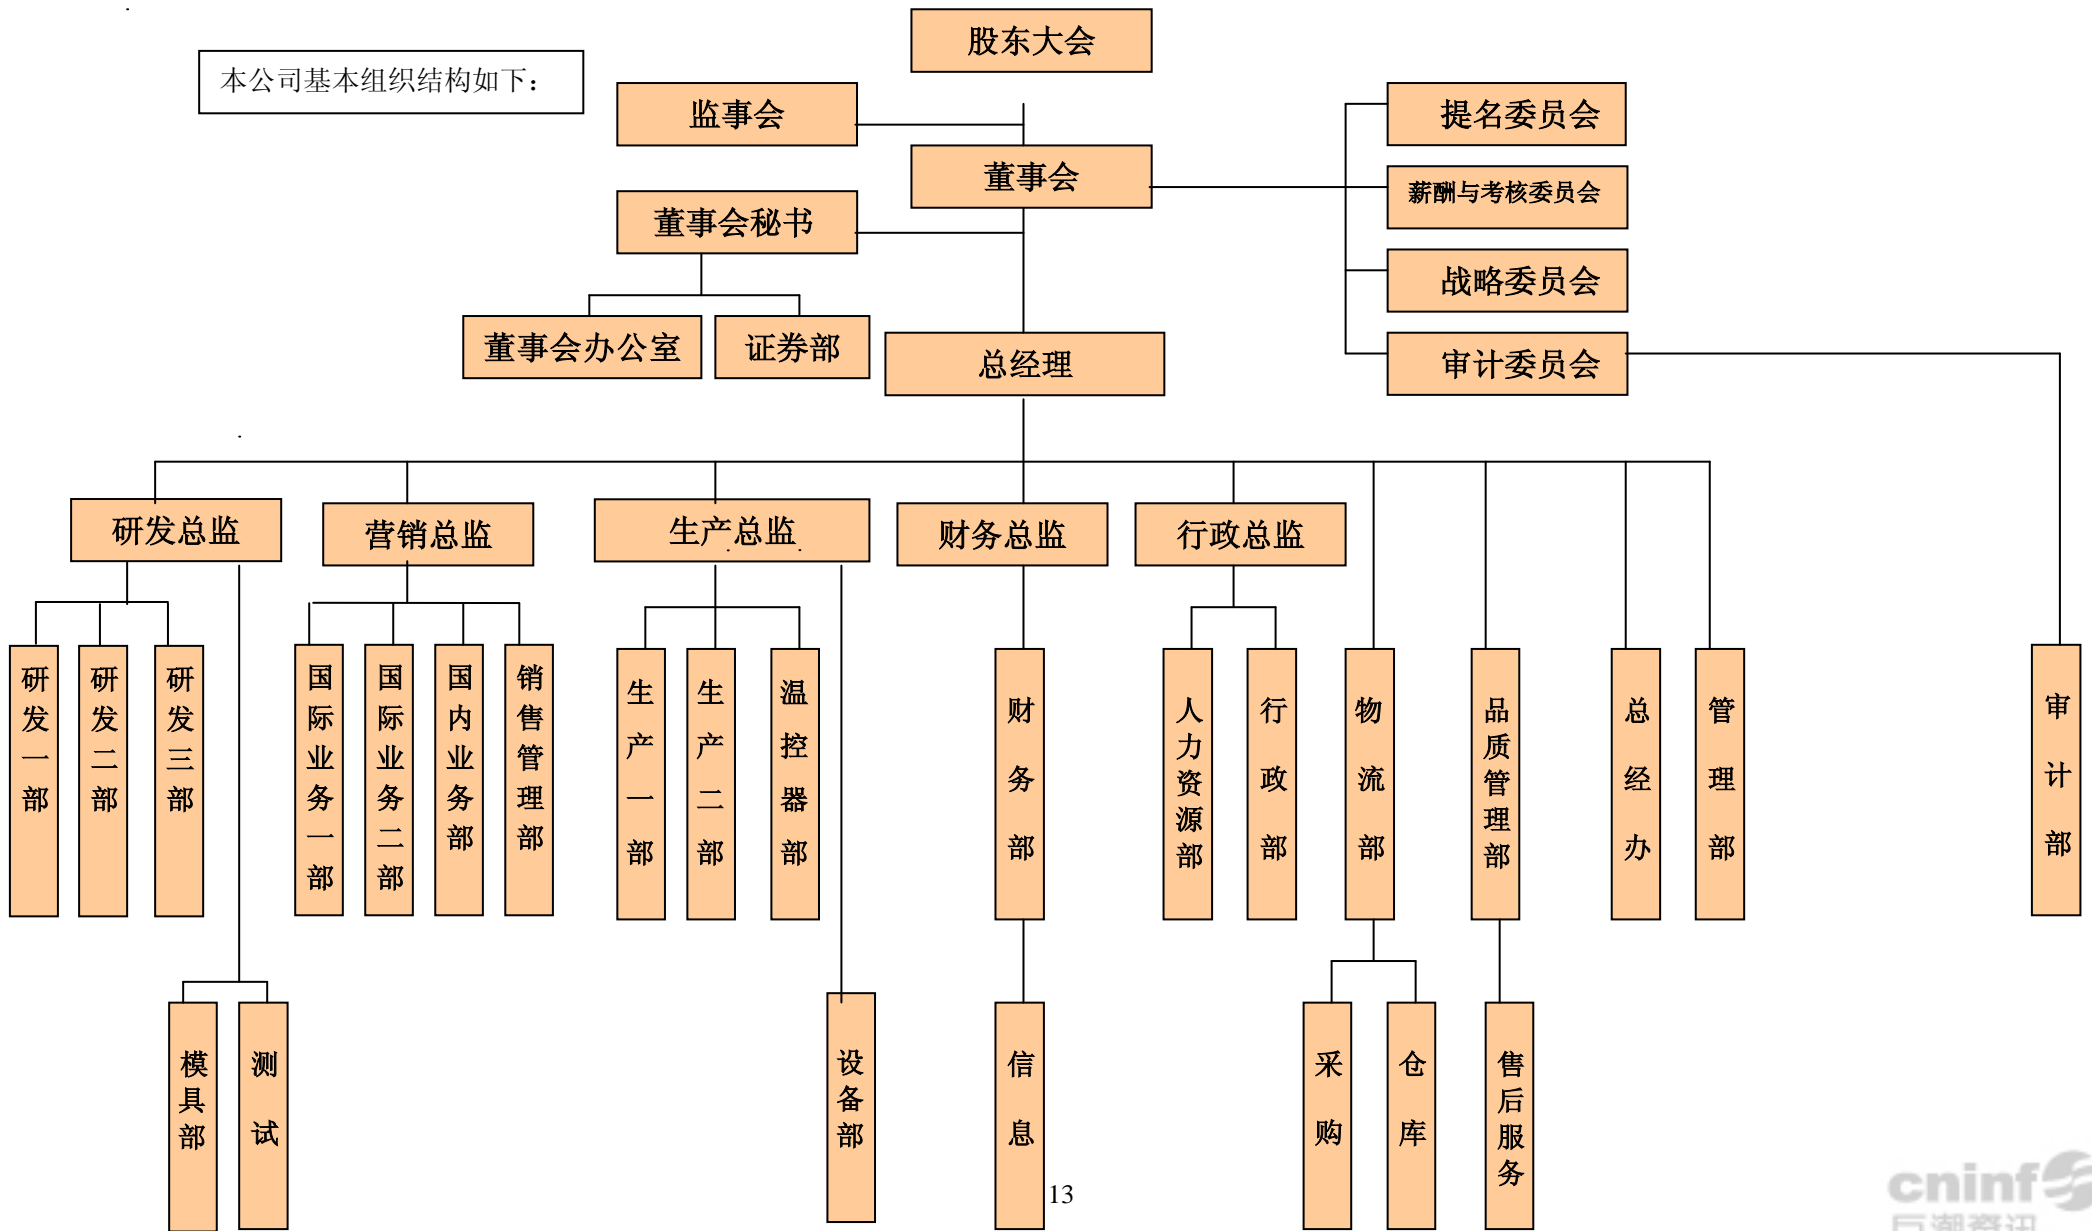 股东大会
本公司基本组织结构如下：
监事会
提名委员会
董事会
薪酬与考核委员会
董事会秘书
战略委员会
董事会办公室
证券部
总经理
审计委员会
研发总监
营销总监
生产总监
财务总监
行政总监
研发一部
研发二部
研发三部
国际业务一部
国际业务二部
国内业务部
销售管理部
生产一部
生产二部
温控器部
财务部
人力资源部
行政部
物流部
品质管理部
总经办
管理部
审计部
模具部
测试
设备部
信息
采购
仓库
售后服务
13
cninf
巨潮资讯